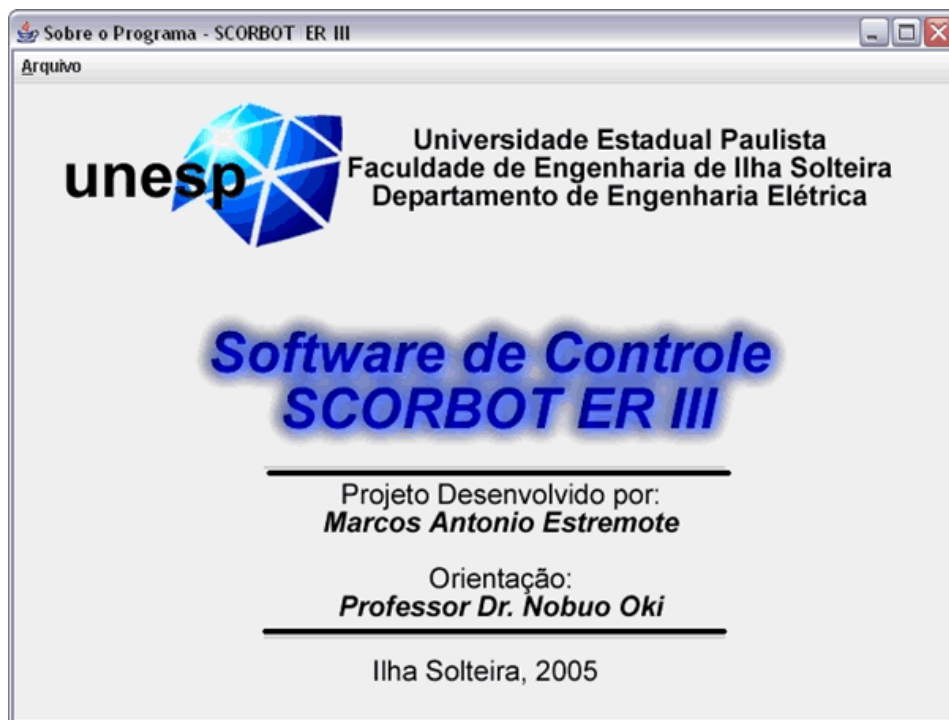 Sobre o Programa - SCORBOT ER III
Arquivo
unesp
Universidade Estadual Paulista
Faculdade de Engenharia de Ilha Solteira
Departamento de Engenharia Elétrica
Software de Controle
SCORBOT ER III
Projeto Desenvolvido por:
Marcos Antonio Estremote
Orientação:
Professor Dr. Nobuo Oki
Ilha Solteira, 2005